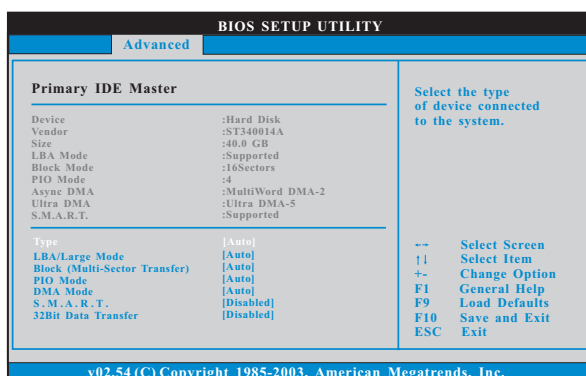 BIOS SETUP UTILITY
Advanced
Primary IDE Master
Device :Hard Disk
Vendor :ST340014A
Size :40.0 GB
LBA Mode :Supported
Block Mode :16Sectors
PIO Mode :4
Async DMA :MultiWord DMA-2
Ultra DMA :Ultra DMA-5
S.M.A.R.T. :Supported
Type [Auto]
LBA/Large Mode [Auto]
Block (Multi-Sector Transfer) [Auto]
PIO Mode [Auto]
DMA Mode [Auto]
S.M.A.R.T. [Disabled]
32Bit Data Transfer [Disabled]
Select the type
of device connected
to the system.
←→ Select Screen
↑↓ Select Item
+- Change Option
F1 General Help
F9 Load Defaults
F10 Save and Exit
ESC Exit
v02.54 (C) Copyright 1985-2003, American Megatrends, Inc.